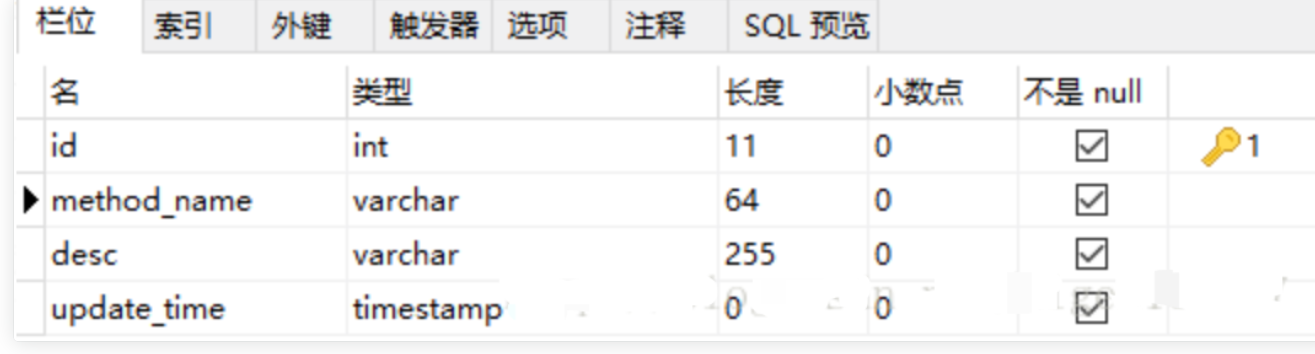 栏位 索引 外键 触发器 选项 注释 SQL 预览
名 类型 长度 小数点 不是 null
id int 11 0 1
method_name varchar 64 0
desc varchar 255 0
update_time timestamp 0 0